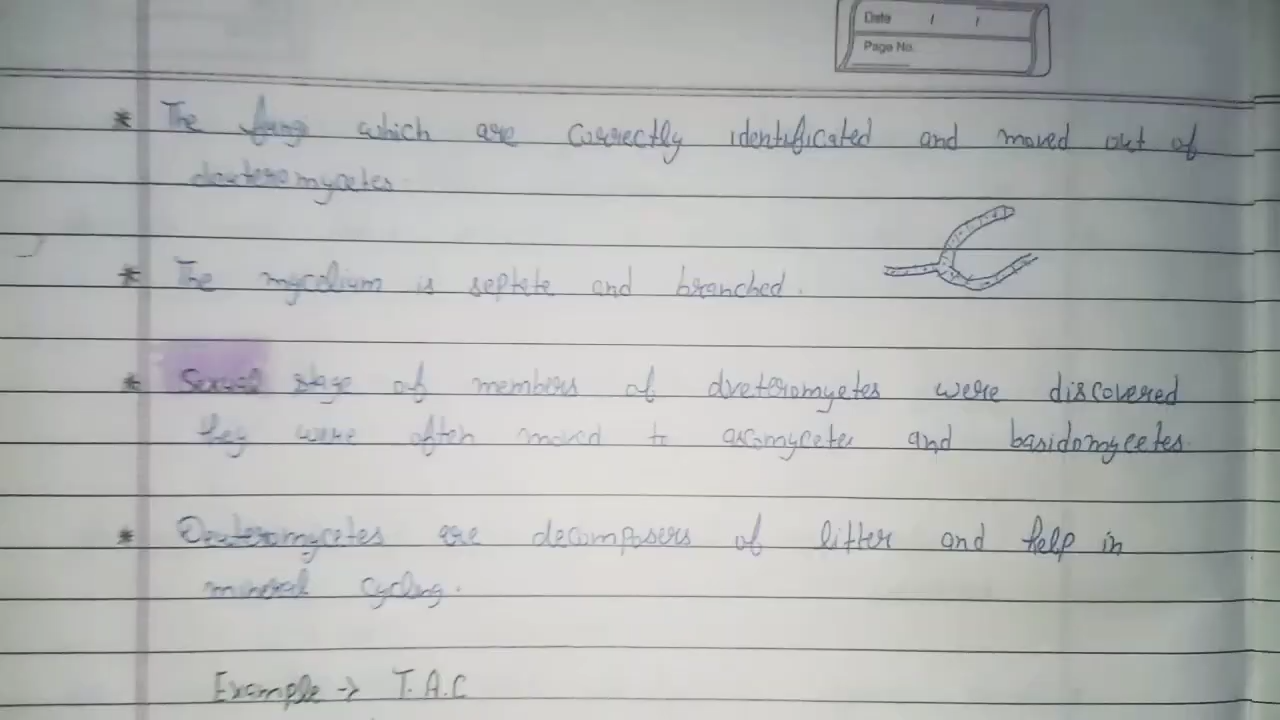 Date / /
Page No.
* The fungi which are correctly identificated and moved out of
deuteromycetes
* The mycelium is septete and branched.
* Sexual stage of members of dveteromyetes were discovered
they were often moved to ascomycetes and basidomycetes.
* Deuteromycetes are decomposers of litter and help in
mineral cycling.
Example → T.A.C